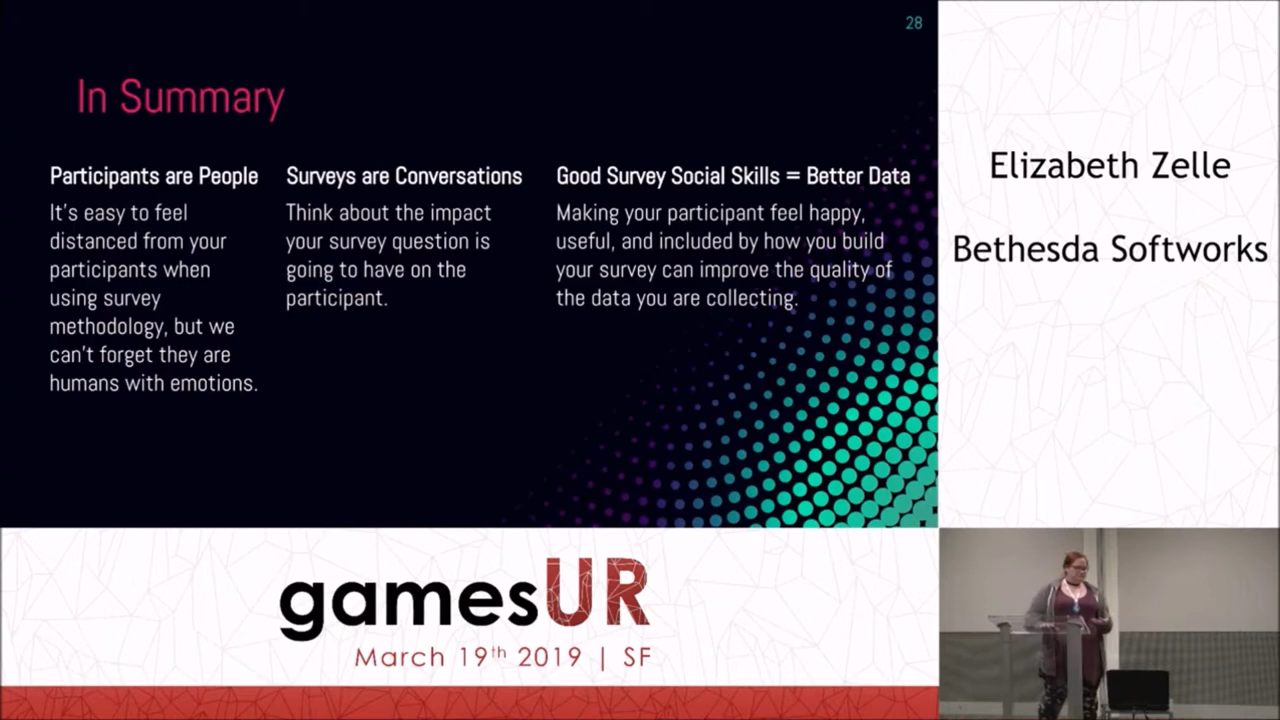 28
In Summary
Participants are People
It's easy to feel
distanced from your
participants when
using survey
methodology, but we
can't forget they are
humans with emotions.
Surveys are Conversations
Think about the impact
your survey question is
going to have on the
participant.
Good Survey Social Skills = Better Data
Making your participant feel happy,
useful, and included by how you build
your survey can improve the quality of
the data you are collecting.
Elizabeth Zelle
Bethesda Softworks
gamesUR
March 19th 2019 | SF